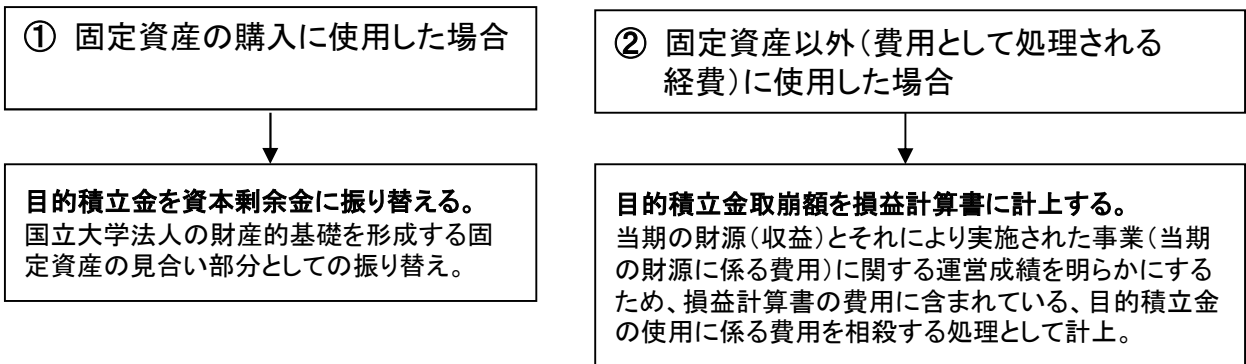 ① 固定資産の購入に使用した場合
目的積立金を資本剰余金に振り替える。
国立大学法人の財産的基礎を形成する固
定資産の見合い部分としての振り替え。
② 固定資産以外(費用として処理される
経費)に使用した場合
目的積立金取崩額を損益計算書に計上する。
当期の財源(収益)とそれにより実施された事業(当期
の財源に係る費用)に関する運営成績を明らかにする
ため、損益計算書の費用に含まれている、目的積立金
の使用に係る費用を相殺する処理として計上。